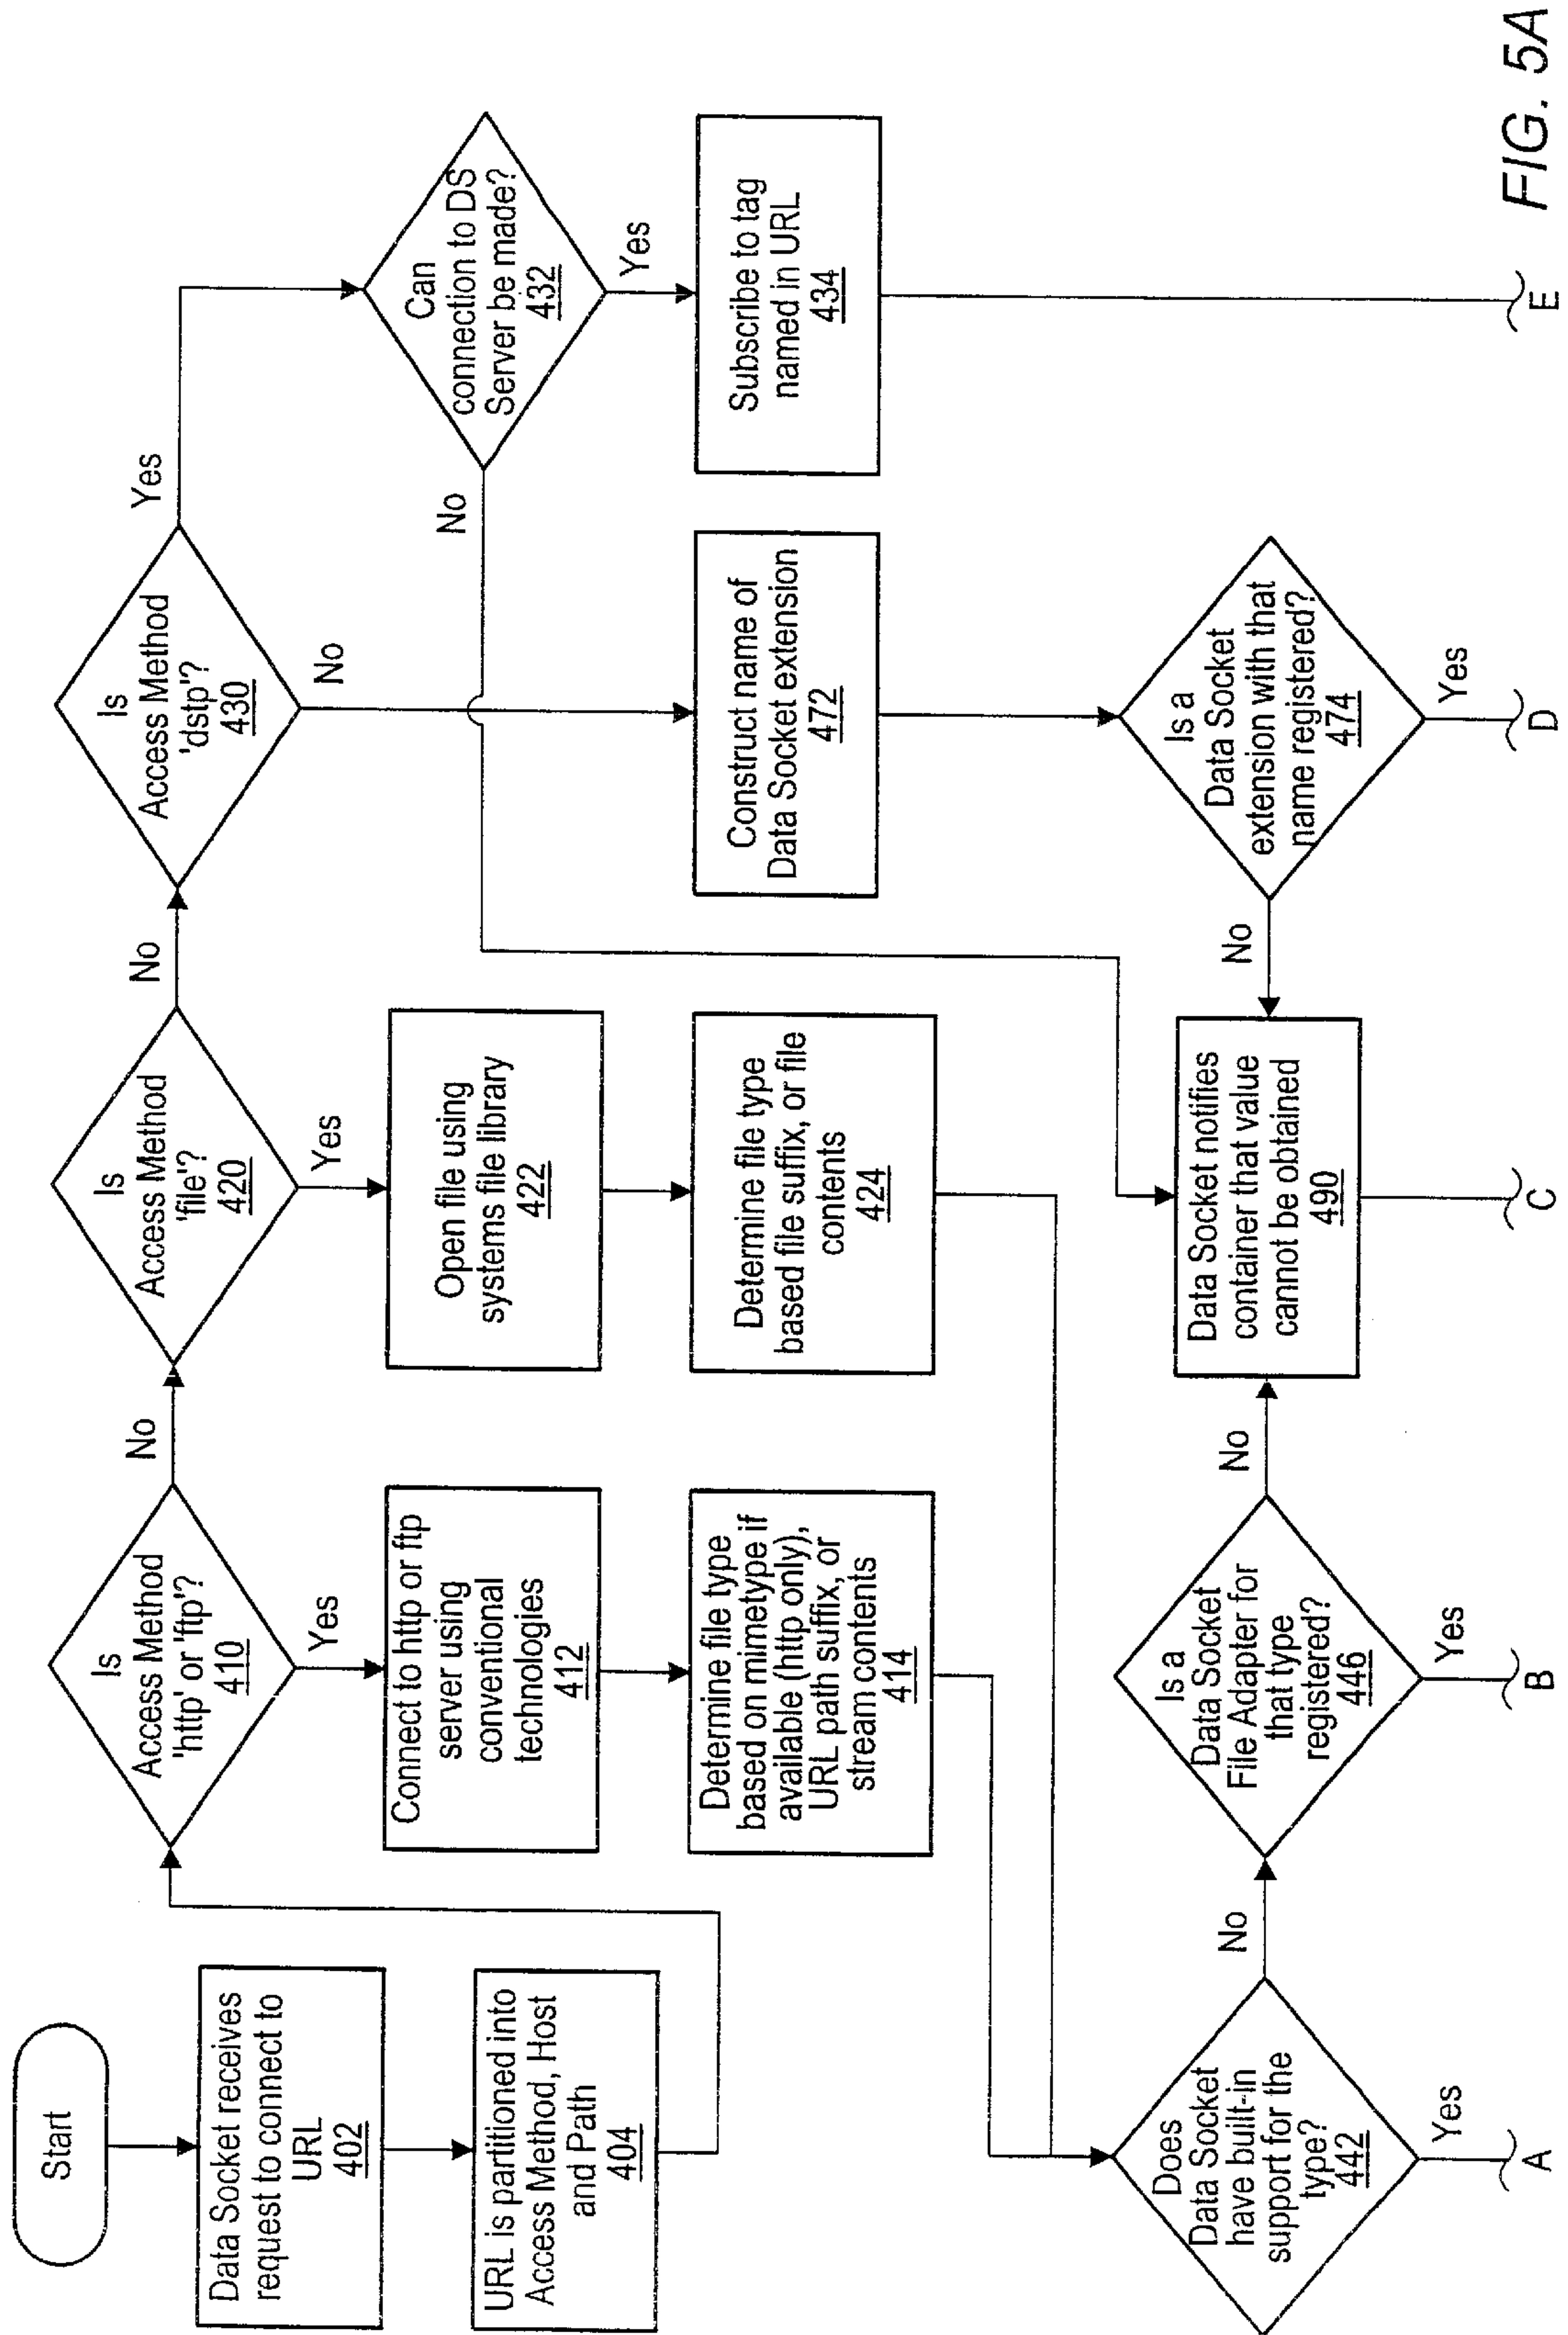 Start
Data Socket receives
request to connect to
URL
402
URL is partitioned into
Access Method, Host
and Path
404
Is
Access Method
'http' or 'ftp'?
410
No
Yes
Connect to http or ftp
server using
conventional
technologies
412
Determine file type
based on mimetype if
available (http only),
URL path suffix, or
stream contents
414
Is
Access Method
'file'?
420
No
Yes
Open file using
systems file library
422
Determine file type
based file suffix, or file
contents
424
Is
Access Method
'dstp'?
430
Yes
No
Can
connection to DS
Server be made?
432
No
Yes
Subscribe to tag
named in URL
434
E
Construct name of
Data Socket extension
472
Is a
Data Socket
extension with that
name registered?
474
No
Yes
D
Does
Data Socket
have built-in
support for the
type?
442
No
Yes
A
Is a
Data Socket
File Adapter for
that type
registered?
446
No
Yes
B
Data Socket notifies
container that value
cannot be obtained
490
C
FIG. 5A